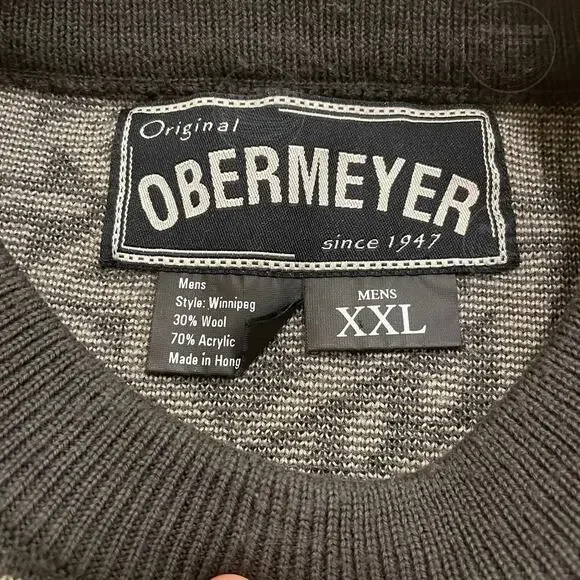 Original
OBERMEYER
since 1947
Mens
Style: Winnipeg
30% Wool
70% Acrylic
Made in Hong
MENS
XXL